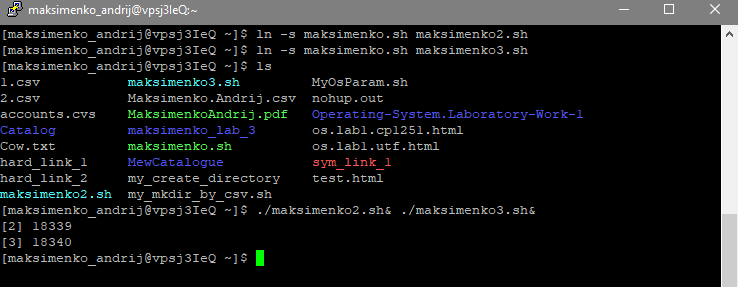 maksimenko_andrij@vpsj3IeQ:~
[maksimenko_andrij@vpsj3IeQ ~]$ ln -s maksimenko.sh maksimenko2.sh
[maksimenko_andrij@vpsj3IeQ ~]$ ln -s maksimenko.sh maksimenko3.sh
[maksimenko_andrij@vpsj3IeQ ~]$ ls
1.csv maksimenko3.sh MyOsParam.sh
2.csv Maksimenko.Andrij.csv nohup.out
accounts.cvs MaksimenkoAndrij.pdf Operating-System.Laboratory-Work-1
Catalog maksimenko_lab_3 os.lab1.cp1251.html
Cow.txt maksimenko.sh os.lab1.utf.html
hard_link_1 MewCatalogue sym_link_1
hard_link_2 my_create_directory test.html
maksimenko2.sh my_mkdir_by_csv.sh
[maksimenko_andrij@vpsj3IeQ ~]$ ./maksimenko2.sh& ./maksimenko3.sh&
[2] 18339
[3] 18340
[maksimenko_andrij@vpsj3IeQ ~]$